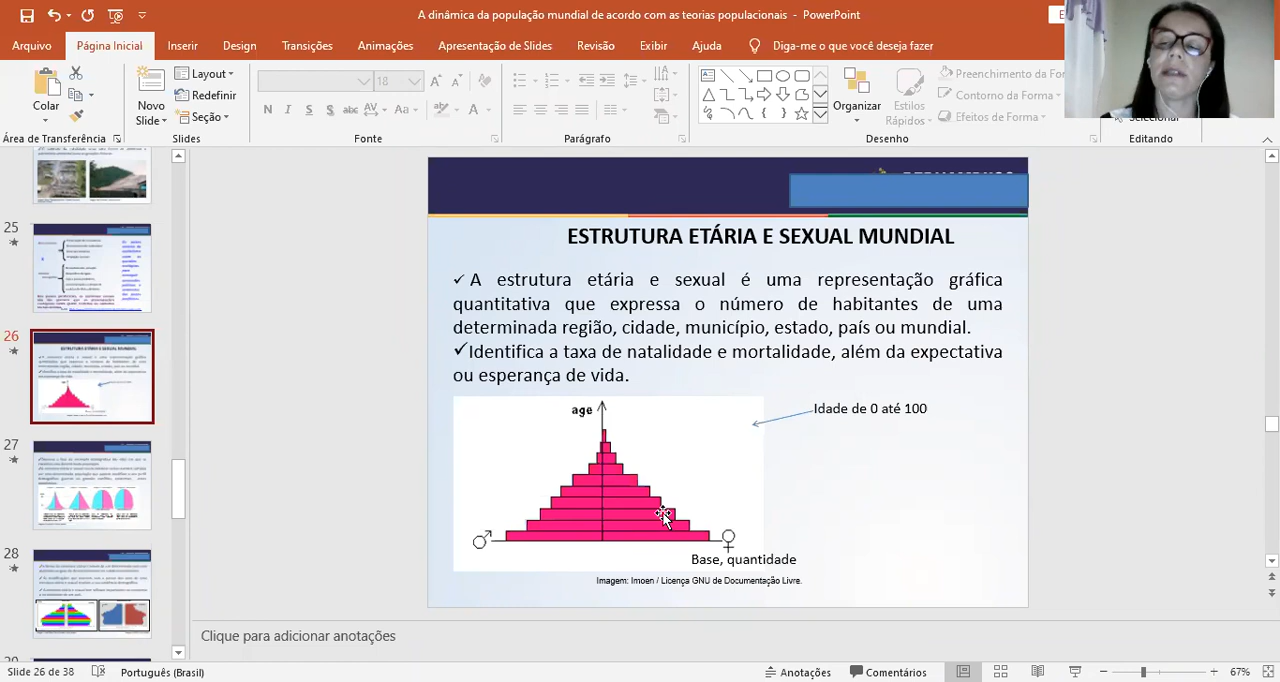 A dinâmica da população mundial de acordo com as teorias populacionais - PowerPoint
Arquivo
Página Inicial
Inserir
Design
Transições
Animações
Apresentação de Slides
Revisão
Exibir
Ajuda
Diga-me o que você deseja fazer
Colar
Novo
Slide
Layout
Redefinir
Seção
18
N I S S abc AV Aa A
Organizar
Estilos
Rápidos
Preenchimento da For
Contorno da Forma
Efeitos de Forma
Selecionar
Área de Transferência
Slides
Fonte
Parágrafo
Desenho
Editando
25
26
27
28
ESTRUTURA ETÁRIA E SEXUAL MUNDIAL
✓ A estrutura etária e sexual é uma representação gráfica
quantitativa que expressa o número de habitantes de uma
determinada região, cidade, município, estado, país ou mundial.
✓Identifica a taxa de natalidade e mortalidade, além da expectativa
ou esperança de vida.
age
Idade de 0 até 100
♂
♀
Base, quantidade
Imagem: Imoen / Licença GNU de Documentação Livre.
Clique para adicionar anotações
Slide 26 de 38
Português (Brasil)
Anotações
Comentários
67%